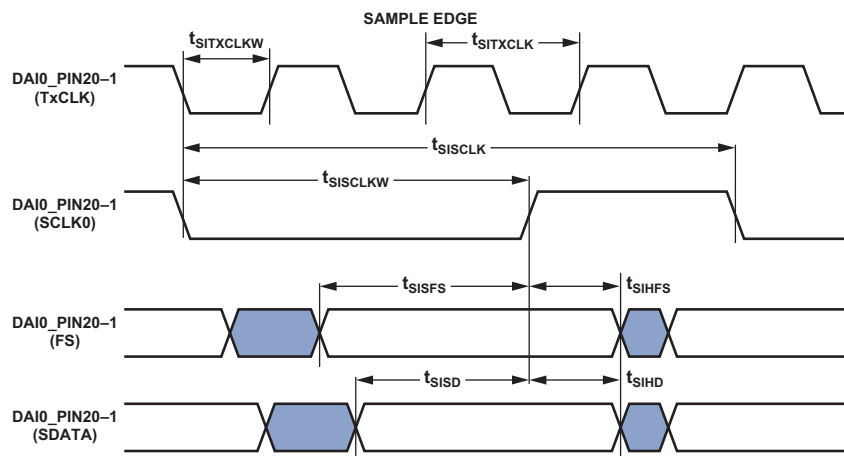 SAMPLE EDGE
tSITXCLKW
tSITXCLK
DAI0_PIN20–1
(TxCLK)
tSISCLK
tSISCLKW
DAI0_PIN20–1
(SCLK0)
tSISFS
tSIHFS
DAI0_PIN20–1
(FS)
tSISD
tSIHD
DAI0_PIN20–1
(SDATA)